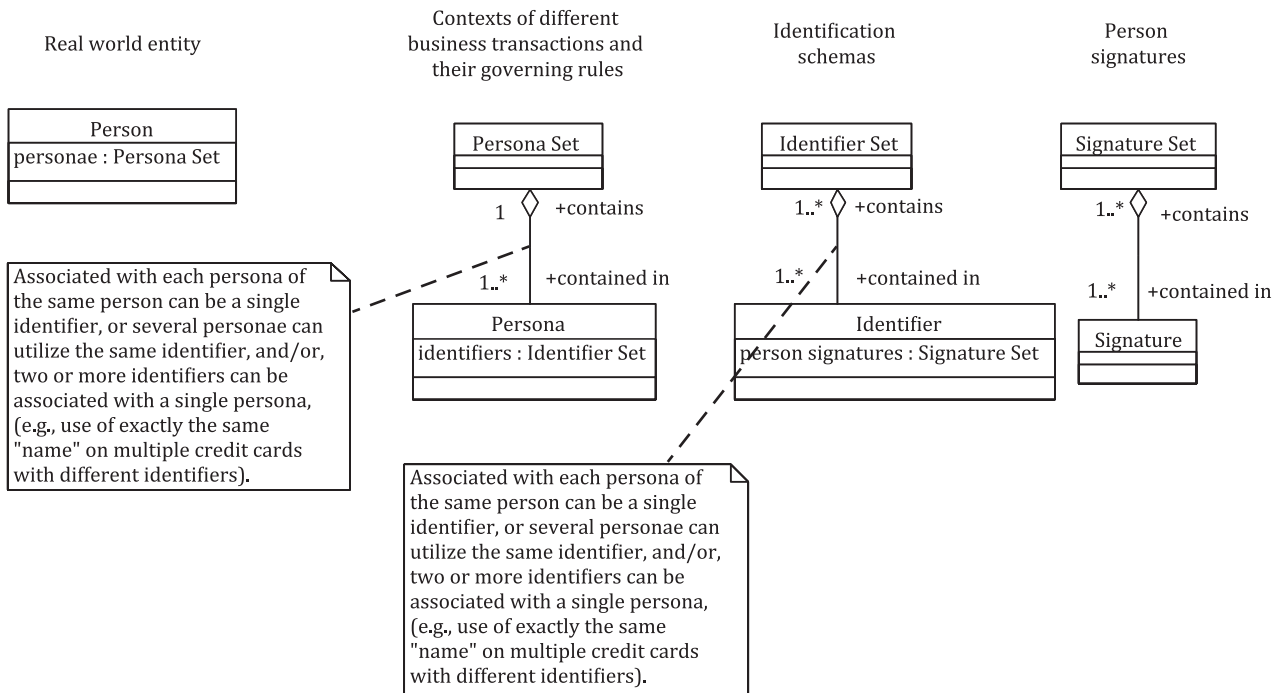 Real world entity
Contexts of different
business transactions and
their governing rules
Identification
schemas
Person
signatures
Person
personae : Persona Set
Persona Set
1
+contains
1..*
+contained in
Persona
identifiers : Identifier Set
Identifier Set
1..*
+contains
1..*
+contained in
Identifier
person signatures : Signature Set
Signature Set
1..*
+contains
1..*
+contained in
Signature
Associated with each persona of
the same person can be a single
identifier, or several personae can
utilize the same identifier, and/or,
two or more identifiers can be
associated with a single persona,
(e.g., use of exactly the same
"name" on multiple credit cards
with different identifiers).
Associated with each persona of
the same person can be a single
identifier, or several personae can
utilize the same identifier, and/or,
two or more identifiers can be
associated with a single persona,
(e.g., use of exactly the same
"name" on multiple credit cards
with different identifiers).